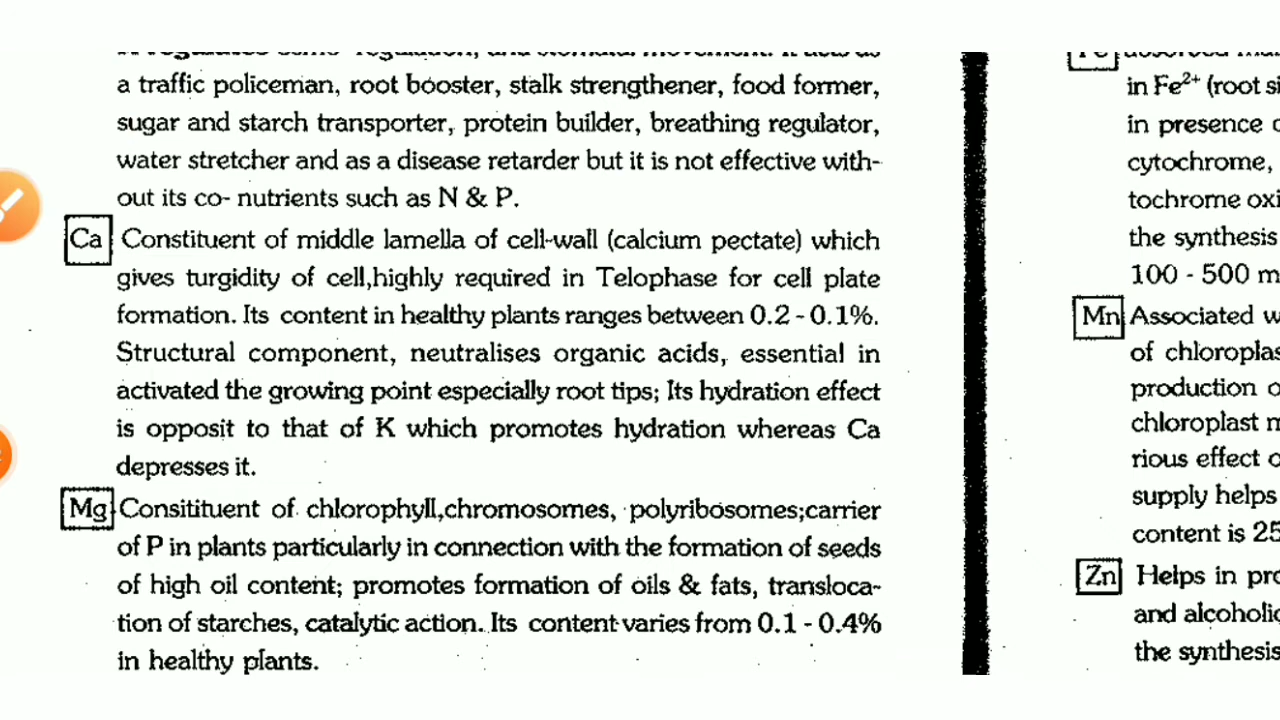 a traffic policeman, root booster, stalk strengthener, food former,
sugar and starch transporter, protein builder, breathing regulator,
water stretcher and as a disease retarder but it is not effective with-
out its co- nutrients such as N & P.
Ca Constituent of middle lamella of cell-wall (calcium pectate) which
gives turgidity of cell,highly required in Telophase for cell plate
formation. Its content in healthy plants ranges between 0.2 - 0.1%.
Structural component, neutralises organic acids, essential in
activated the growing point especially root tips; Its hydration effect
is opposit to that of K which promotes hydration whereas Ca
depresses it.
Mg Consitituent of chlorophyll,chromosomes, polyribosomes;carrier
of P in plants particularly in connection with the formation of seeds
of high oil content; promotes formation of oils & fats, transloca-
tion of starches, catalytic action. Its content varies from 0.1 - 0.4%
in healthy plants.
in Fe²⁺ (root
in presence
cytochrome,
tochrome
the synthesis
100 - 500
Mn Associated
of
production
chloroplast
rious effect
supply helps
content is
Zn Helps in
and
the synthesis